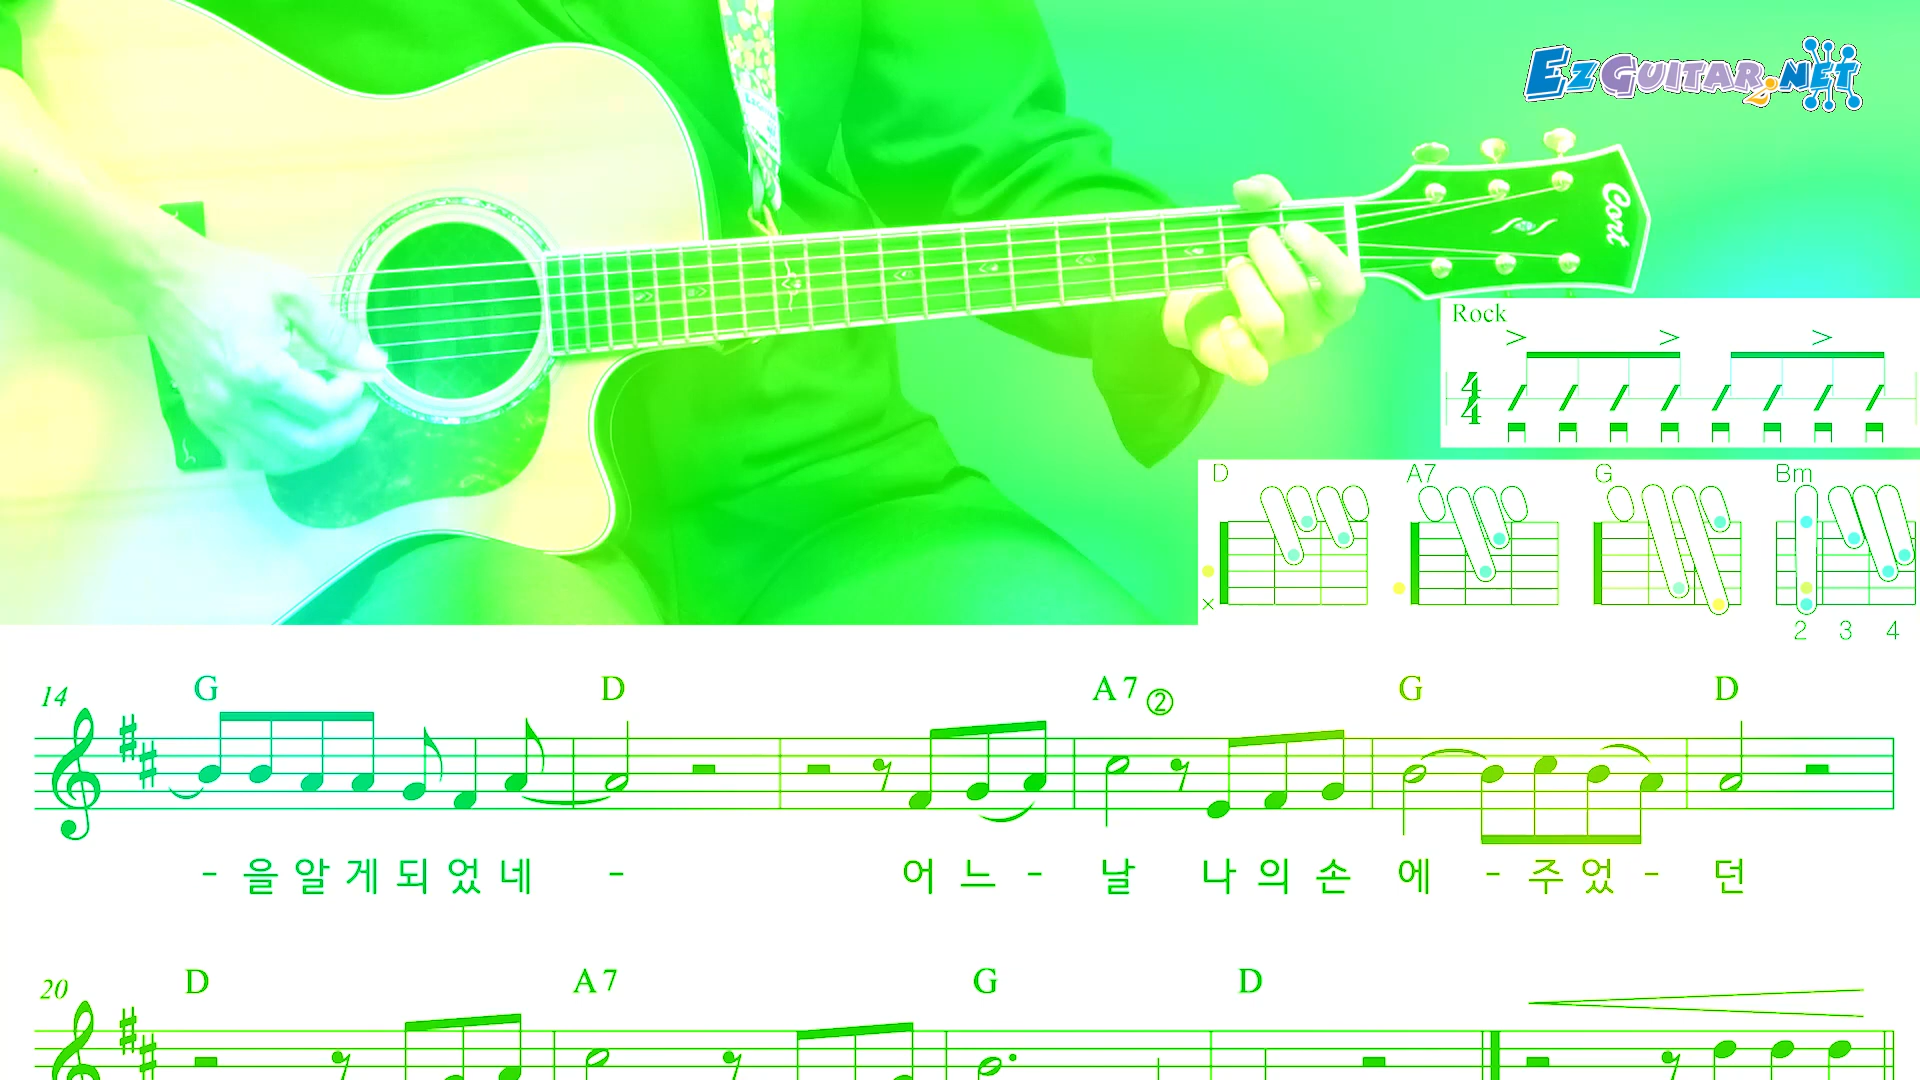 EzGuitar2.NET
Cort
Rock
4
4
D A7 G Bm
×
2 3 4
14 G D A7 ② G D
- 을 알 게 되 었 네 - 어 느 - 날 나 의 손 에 - 주 었 - 던
20 D A7 G D